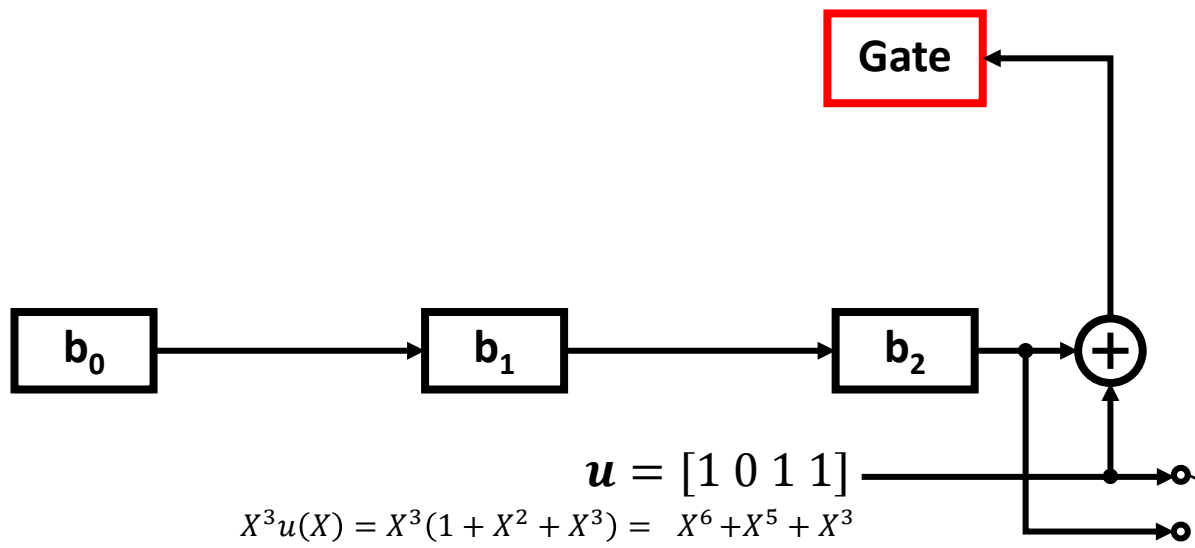 Gate
b₀ b₁ b₂
+
u = [1 0 1 1]
X³u(X) = X³(1 + X² + X³) = X⁶ +X⁵ + X³